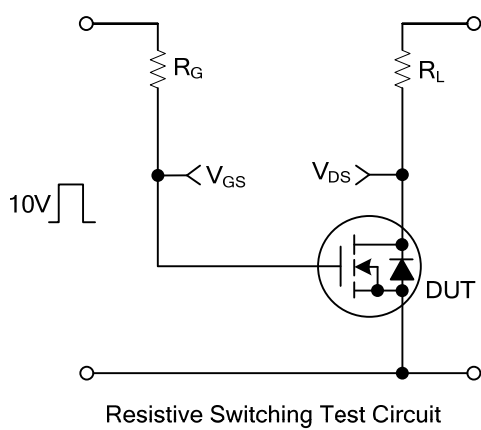 R_G
R_L
V_GS
V_DS
10V
DUT
Resistive Switching Test Circuit